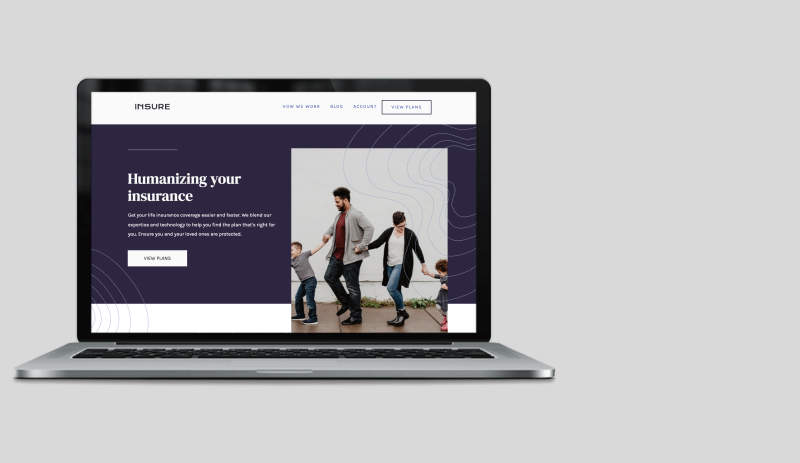 INSURE
HOW WE WORK
BLOG
ACCOUNT
VIEW PLANS
Humanizing your
insurance
Get your life insurance coverage easier and faster. We blend our
expertise and technology to help you find the plan that's right for
you. Ensure you and your loved ones are protected.
VIEW PLANS